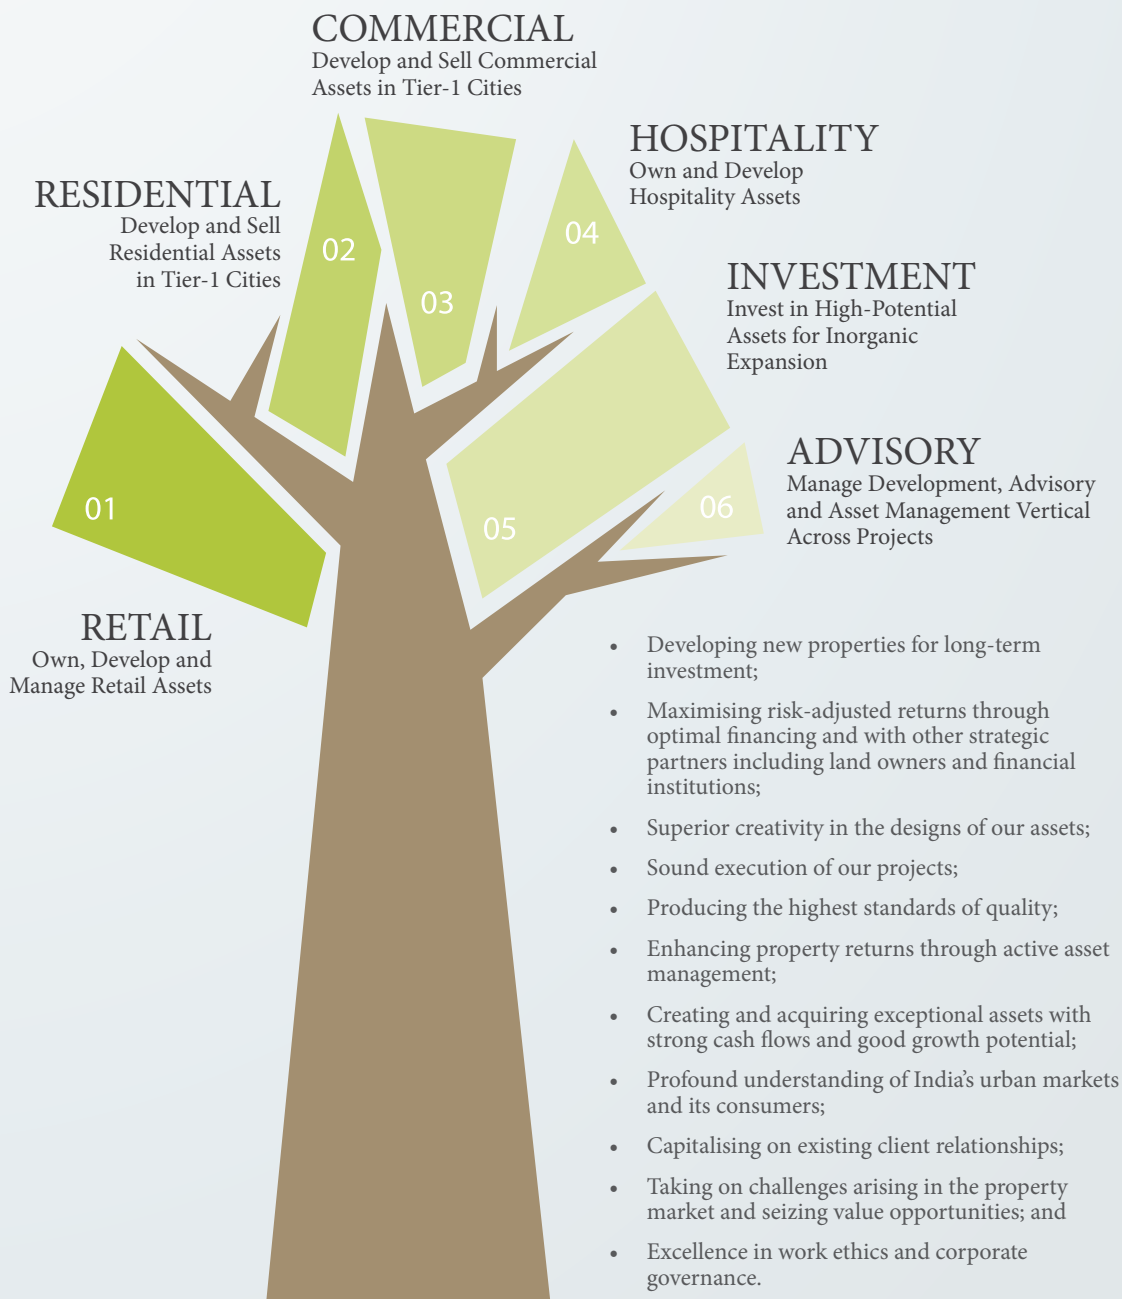 COMMERCIAL
Develop and Sell Commercial
Assets in Tier-1 Cities
HOSPITALITY
Own and Develop
Hospitality Assets
RESIDENTIAL
Develop and Sell
Residential Assets
in Tier-1 Cities
02
04
03
INVESTMENT
Invest in High-Potential
Assets for Inorganic
Expansion
ADVISORY
Manage Development, Advisory
and Asset Management Vertical
Across Projects
01
05
06
RETAIL
Own, Develop and
Manage Retail Assets
• Developing new properties for long-term
investment;
• Maximising risk-adjusted returns through
optimal financing and with other strategic
partners including land owners and financial
institutions;
• Superior creativity in the designs of our assets;
• Sound execution of our projects;
• Producing the highest standards of quality;
• Enhancing property returns through active asset
management;
• Creating and acquiring exceptional assets with
strong cash flows and good growth potential;
• Profound understanding of India's urban markets
and its consumers;
• Capitalising on existing client relationships;
• Taking on challenges arising in the property
market and seizing value opportunities; and
• Excellence in work ethics and corporate
governance.